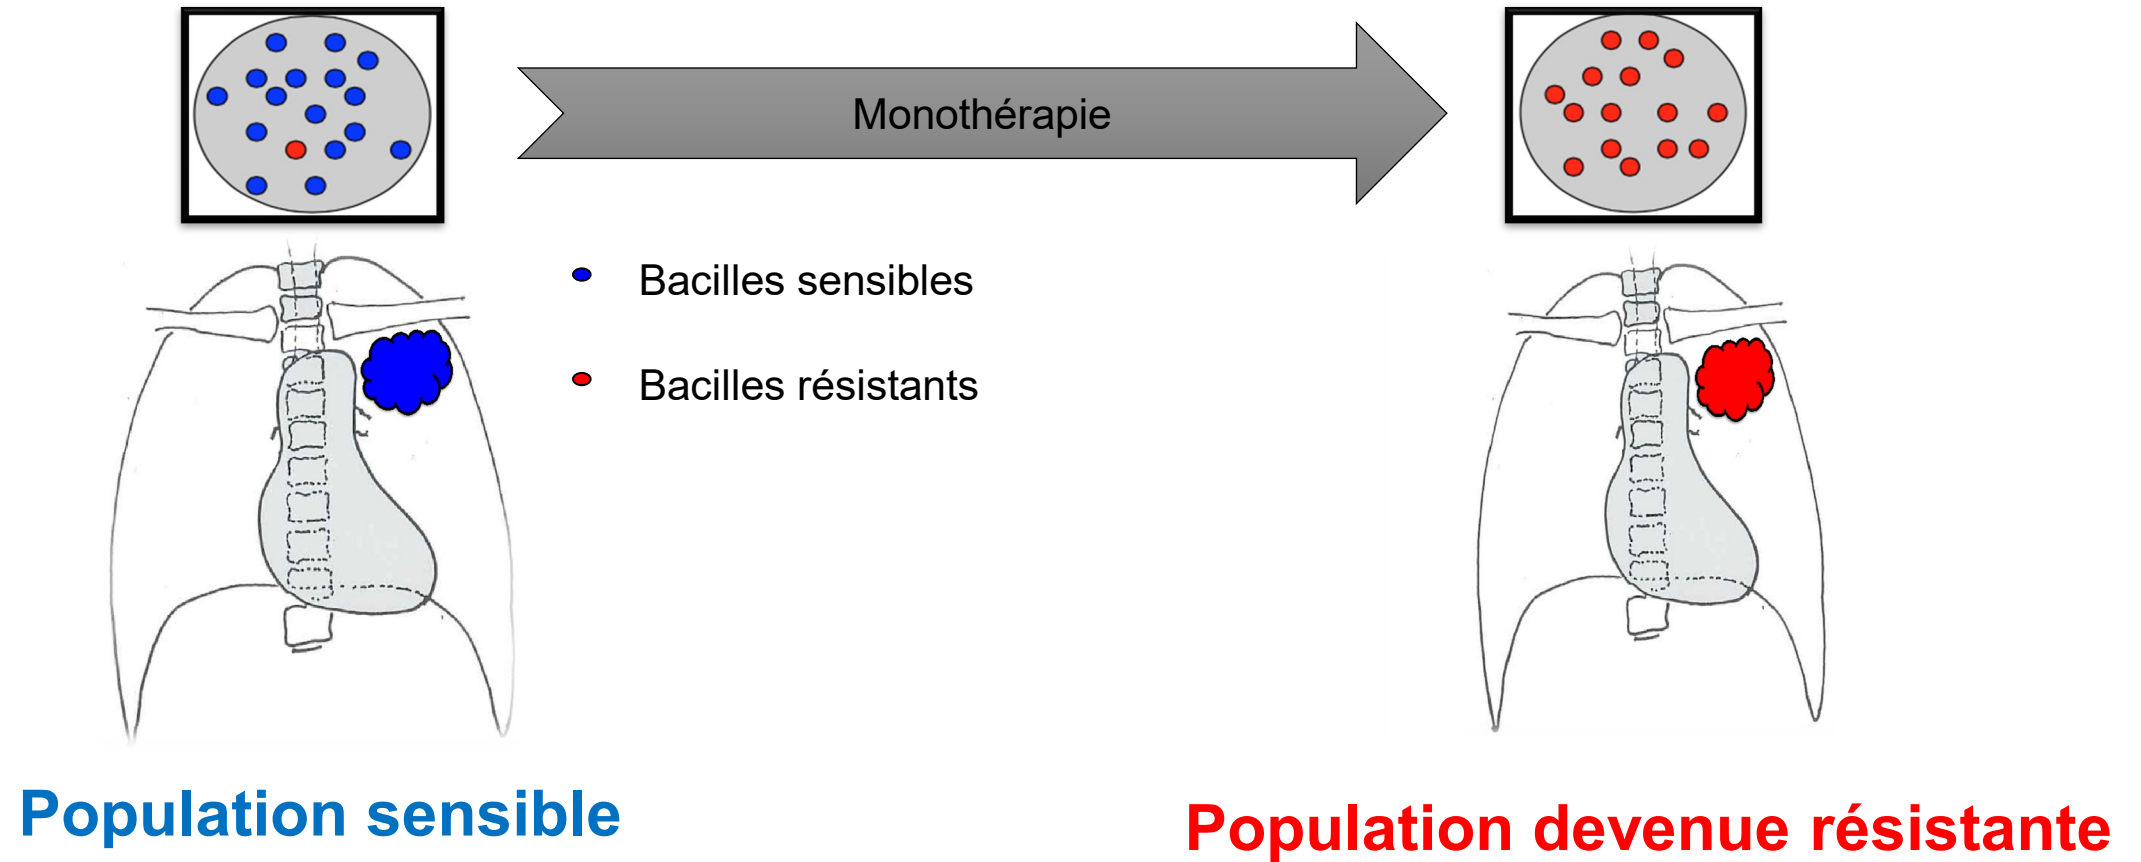 Monothérapie
Bacilles sensibles
Bacilles résistants
Population sensible
Population devenue résistante